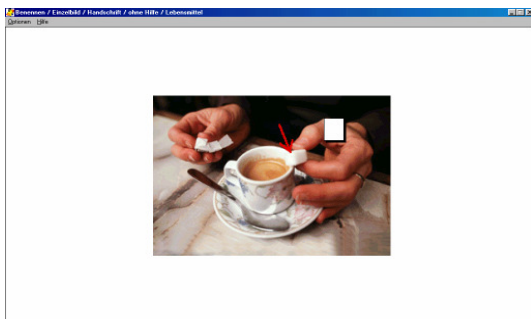 Benennen / Einzelbild / Handschrift / ohne Hilfe / Lebensmittel
Optionen Hilfe